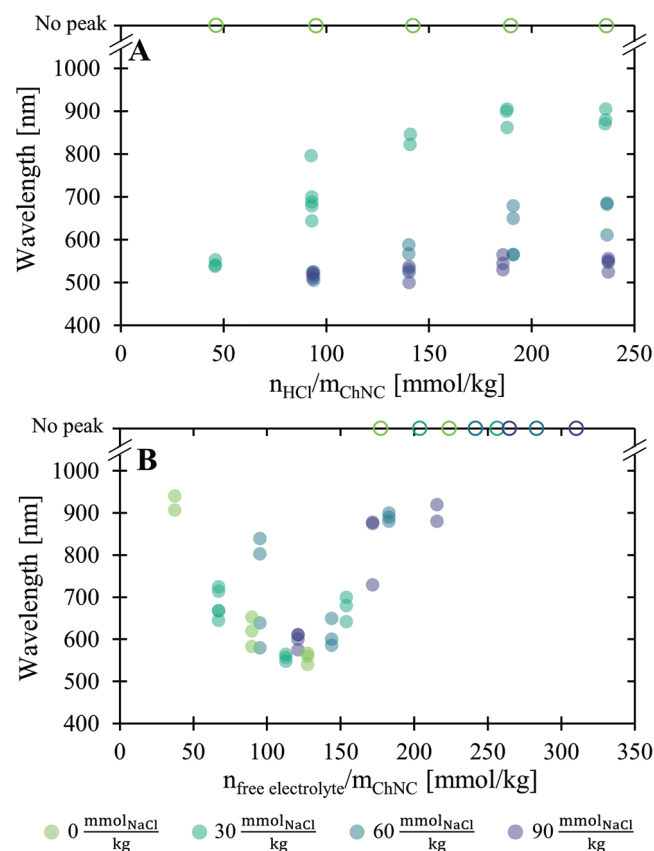 No peak
A
1000
900
800
700
600
500
400
Wavelength [nm]
0 50 100 150 200 250
n_HCl/m_ChNC [mmol/kg]
No peak
B
1000
900
800
700
600
500
400
Wavelength [nm]
0 50 100 150 200 250 300 350
n_free electrolyte/m_ChNC [mmol/kg]
0 mmol_NaCl/kg 30 mmol_NaCl/kg 60 mmol_NaCl/kg 90 mmol_NaCl/kg